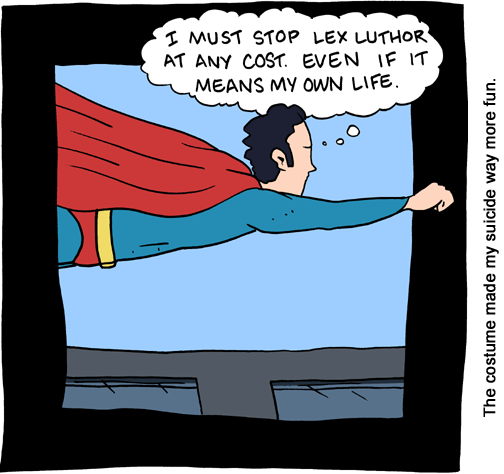 I MUST STOP LEX LUTHOR
AT ANY COST. EVEN IF IT
MEANS MY OWN LIFE.
The costume made my suicide way more fun.